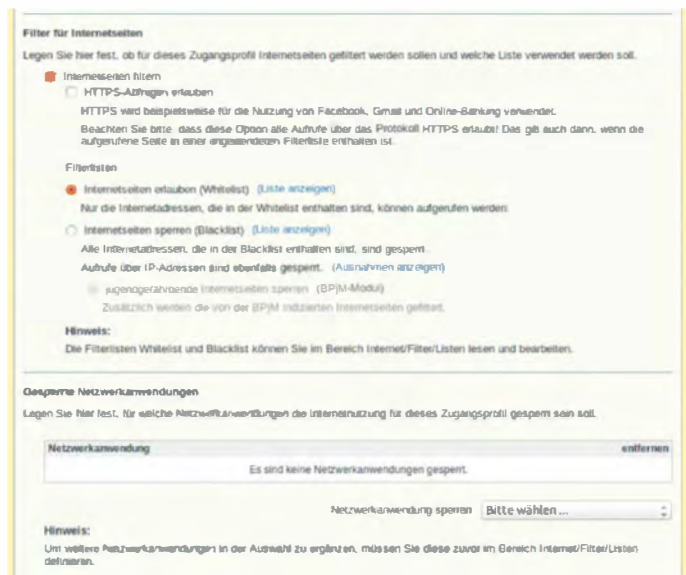 Filter für Internetseiten
Legen Sie hier fest, ob für dieses Zugangsprofil Internetseiten gefiltert werden sollen und welche Liste verwendet werden soll.
Internetseiten filtern
HTTPS-Abfragen erlauben
HTTPS wird beispielsweise für die Nutzung von Facebook, Gmail und Online-Banking verwendet.
Beachten Sie bitte dass diese Option alle Aufrufe über das Protokoll HTTPS erlaubt! Das gilt auch dann, wenn die
aufgerufene Seite in einer angewendeten Filterliste enthalten ist.
Filterlisten
Internetseiten erlauben (Whitelist) (Liste anzeigen)
Nur die Internetadressen, die in der Whitelist enthalten sind, können aufgerufen werden.
Internetseiten sperren (Blacklist) (Liste anzeigen)
Alle Internetadressen, die in der Blacklist enthalten sind, sind gesperrt.
Aufrufe über IP-Adressen sind ebenfalls gesperrt. (Ausnahmen anzeigen)
jugendgefährdende Internetseiten sperren (BPjM-Modul)
Zusätzlich werden die von der BPjM indizierten Internetseiten gefiltert.
Hinweis:
Die Filterlisten Whitelist und Blacklist können Sie im Bereich Internet/Filter/Listen lesen und bearbeiten.
Gesperrte Netzwerkanwendungen
Legen Sie hier fest, für welche Netzwerkanwendungen die Internetnutzung für dieses Zugangsprofil gesperrt sein soll.
Netzwerkanwendung entfernen
Es sind keine Netzwerkanwendungen gesperrt.
Netzwerkanwendung sperren Bitte wählen ...
Hinweis:
Um weitere Netzwerkanwendungen in der Auswahl zu ergänzen, müssen Sie diese zuvor im Bereich Internet/Filter/Listen
definieren.